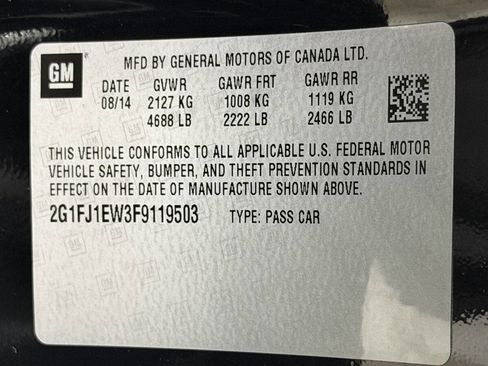 GM
MFD BY GENERAL MOTORS OF CANADA LTD.
DATE GVWR GAWR FRT GAWR RR
08/14 2127 KG 1008 KG 1119 KG
4688 LB 2222 LB 2466 LB
THIS VEHICLE CONFORMS TO ALL APPLICABLE U.S. FEDERAL MOTOR
VEHICLE SAFETY, BUMPER, AND THEFT PREVENTION STANDARDS IN
EFFECT ON THE DATE OF MANUFACTURE SHOWN ABOVE.
2G1FJ1EW3F9119503 TYPE: PASS CAR